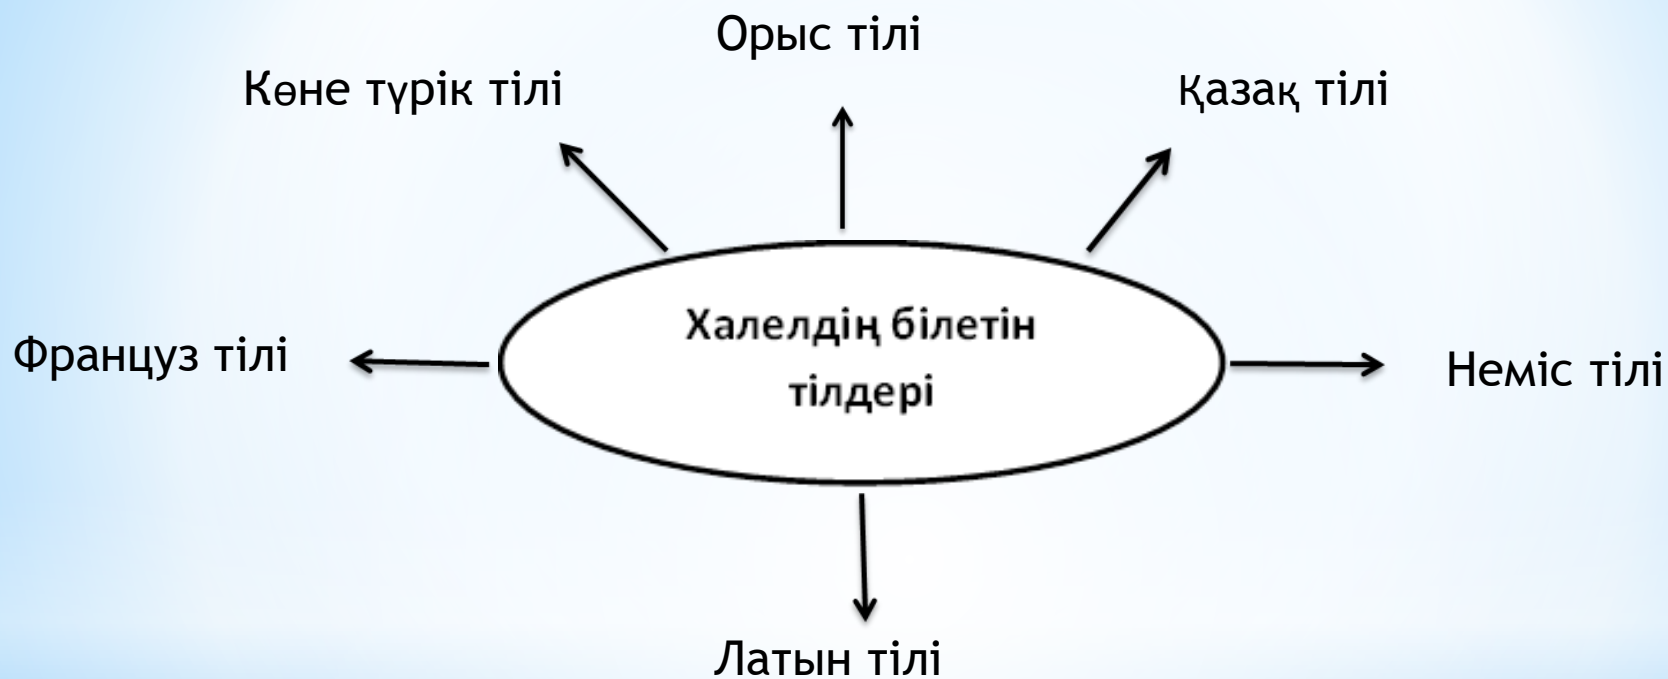 Орыс тілі
Көне түрік тілі
Қазақ тілі
Халелдің білетін
тілдері
Француз тілі
Неміс тілі
Латын тілі